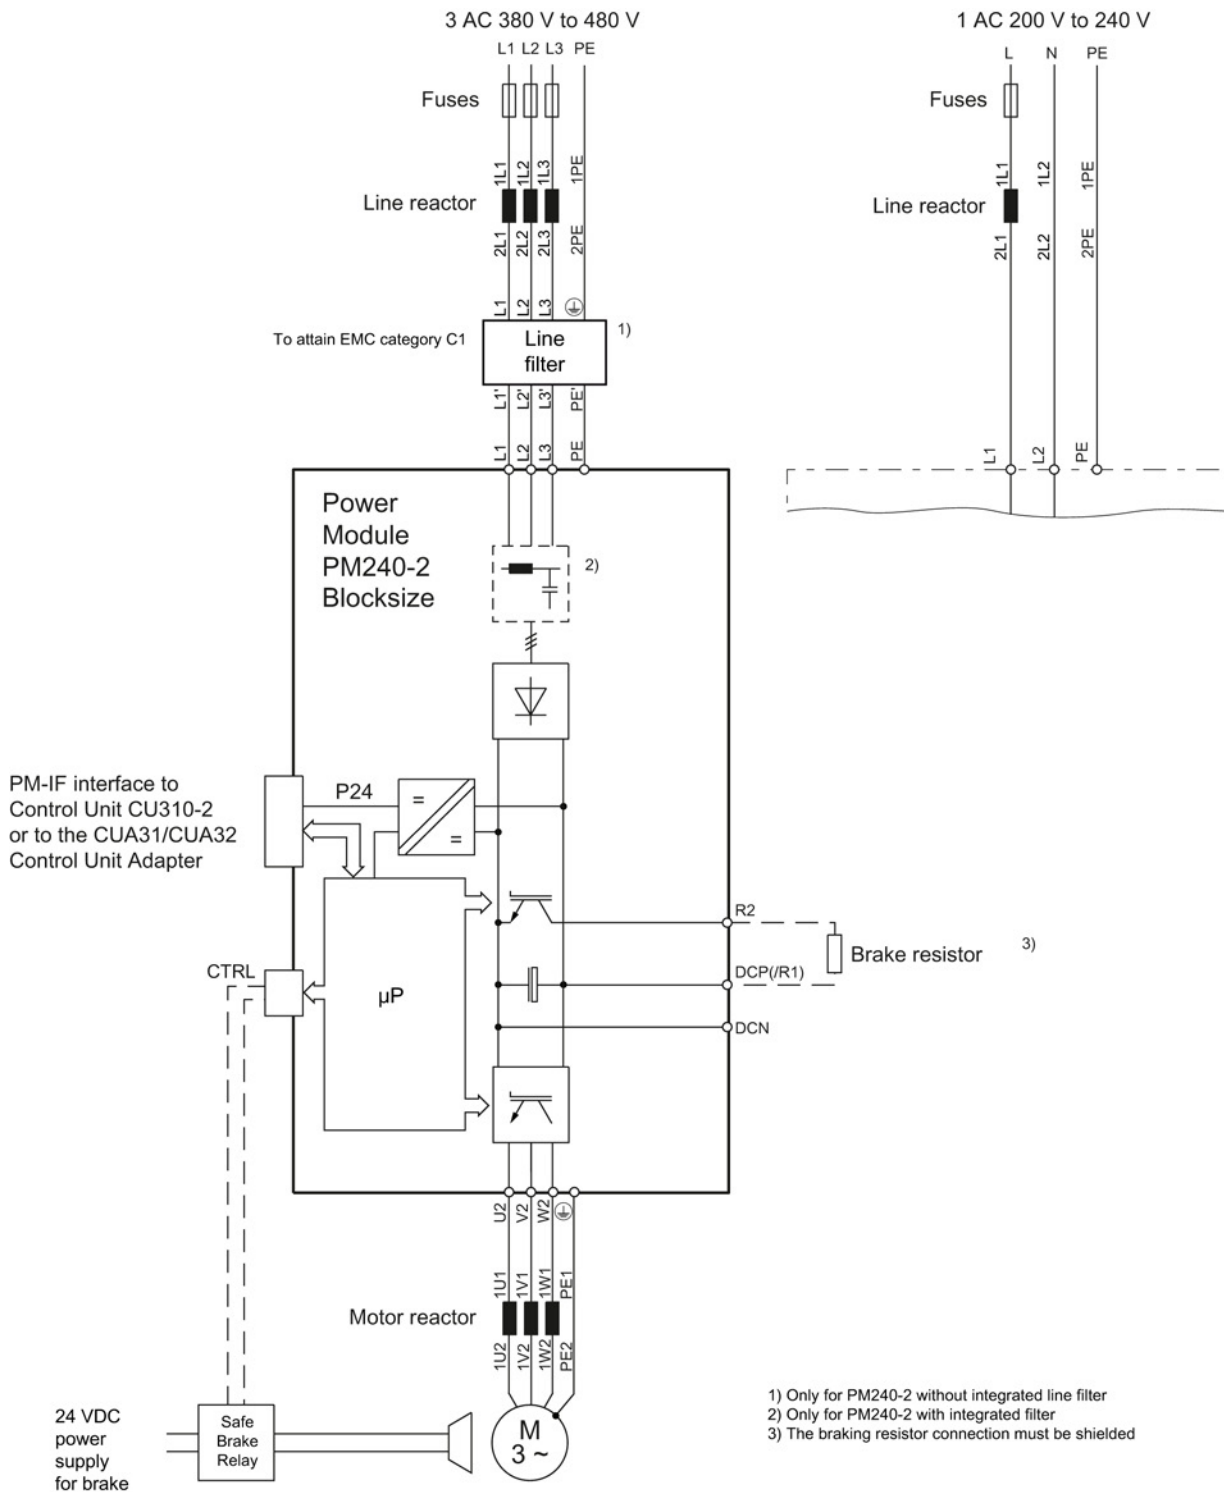 3 AC 380 V to 480 V
1 AC 200 V to 240 V
L1 L2 L3 PE
L N PE
Fuses
Fuses
1L1
1L2
1L3
1PE
1L1
1L2
1PE
Line reactor
Line reactor
2L1
2L2
2L3
2PE
2L1
2L2
2PE
L1
L2
L3
To attain EMC category C1
Line
filter
1)
L1'
L2'
L3'
PE'
L1
L2
L3
PE
L1
L2
PE
Power
Module
PM240-2
Blocksize
2)
PM-IF interface to
Control Unit CU310-2
or to the CUA31/CUA32
Control Unit Adapter
P24
=
=
R2
Brake resistor
3)
CTRL
µP
DCP(/R1)
DCN
U2
V2
W2
1U1
1V1
1W1
PE1
Motor reactor
1U2
1V2
1W2
PE2
24 VDC
power
supply
for brake
Safe
Brake
Relay
M
3 ~
1) Only for PM240-2 without integrated line filter
2) Only for PM240-2 with integrated filter
3) The braking resistor connection must be shielded